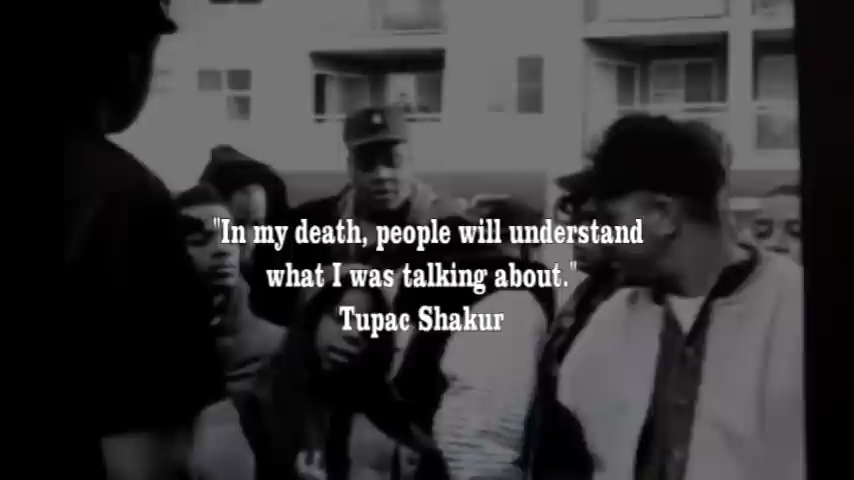 "In my death, people will understand
what I was talking about."
Tupac Shakur